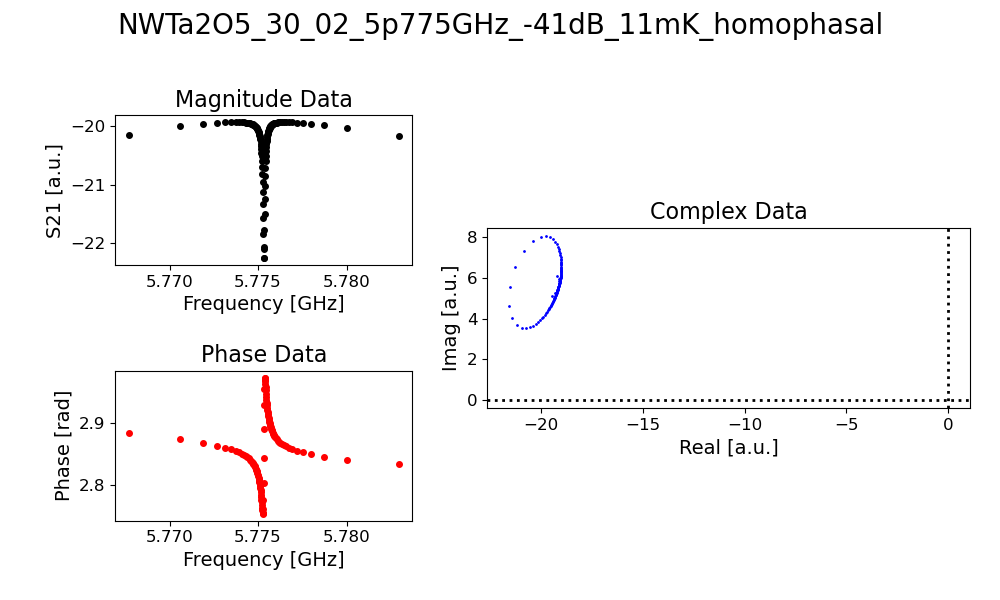 NWTa2O5_30_02_5p775GHz_-41dB_11mK_homophasal
Magnitude Data
S21 [a.u.]
−20
−21
−22
5.770 5.775 5.780
Frequency [GHz]
Phase Data
Phase [rad]
2.9
2.8
5.770 5.775 5.780
Frequency [GHz]
Complex Data
Imag [a.u.]
8
6
4
2
0
−20 −15 −10 −5 0
Real [a.u.]